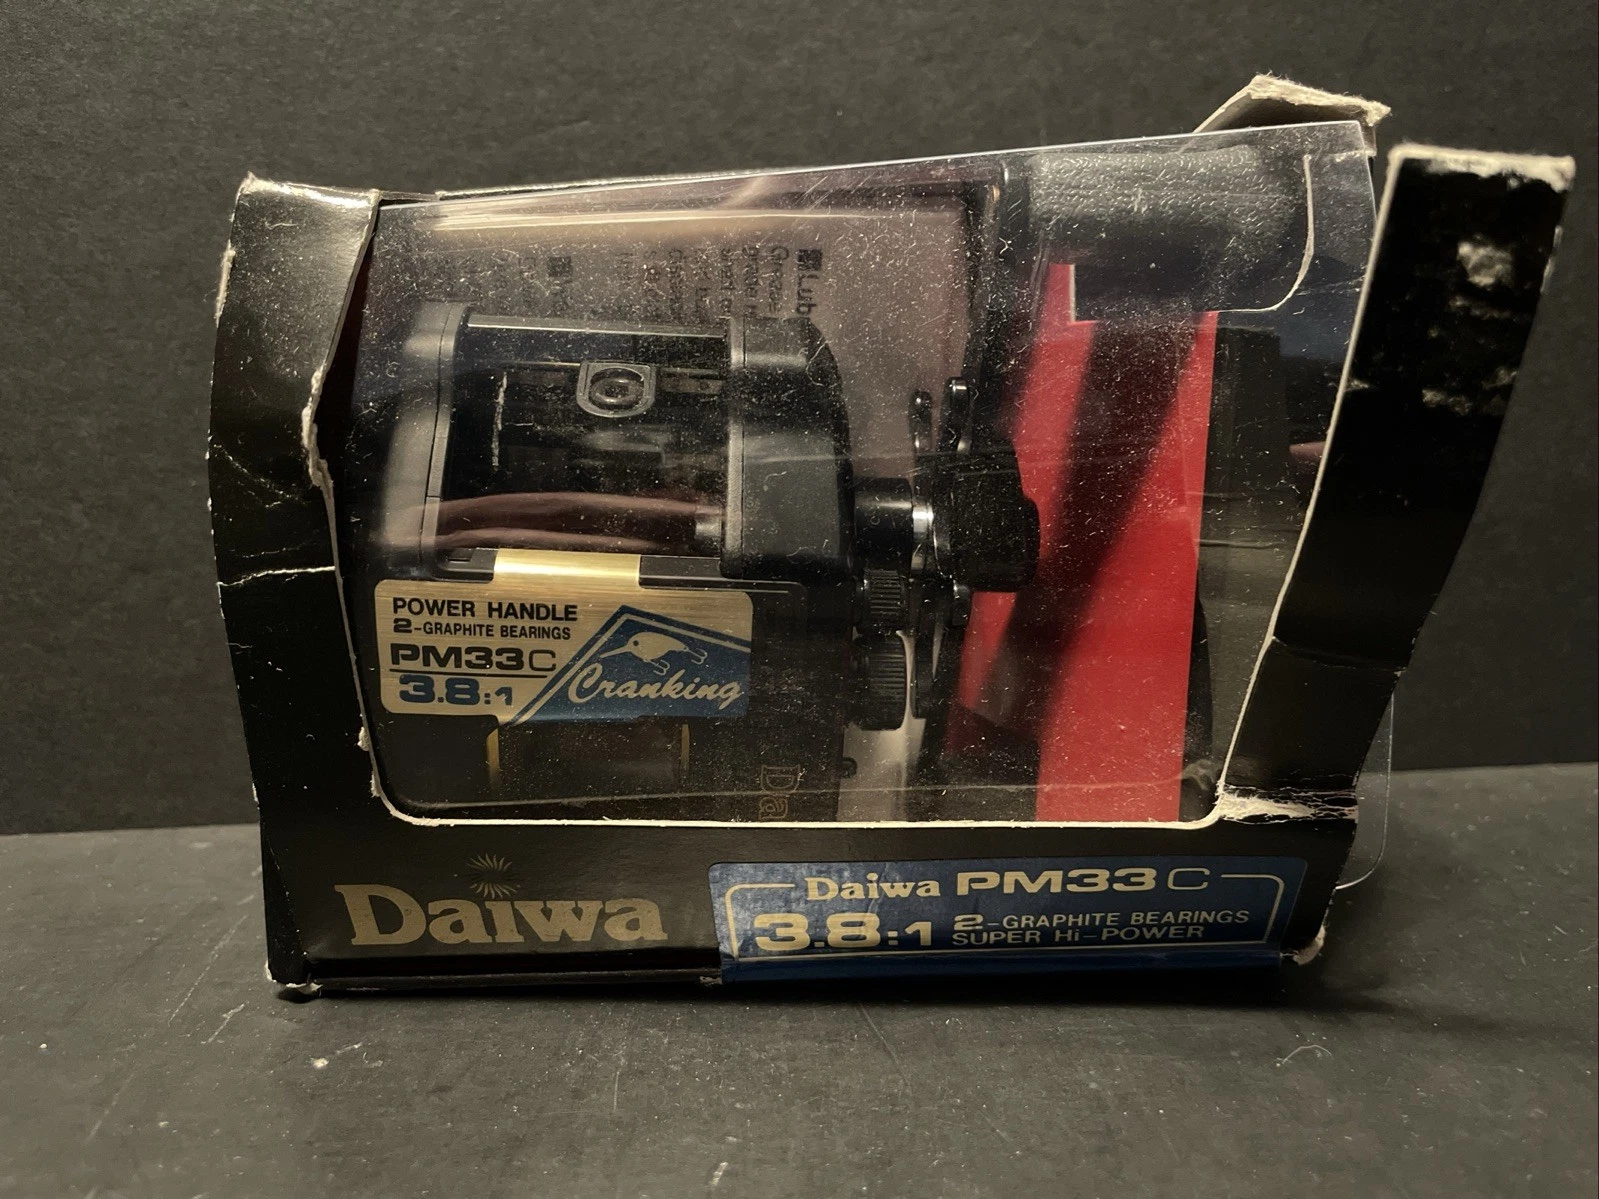 POWER HANDLE
2-GRAPHITE BEARINGS
PM33C
3.8:1
Cranking
Daiwa
Daiwa PM33C
3.8:1
2-GRAPHITE BEARINGS
SUPER Hi-POWER